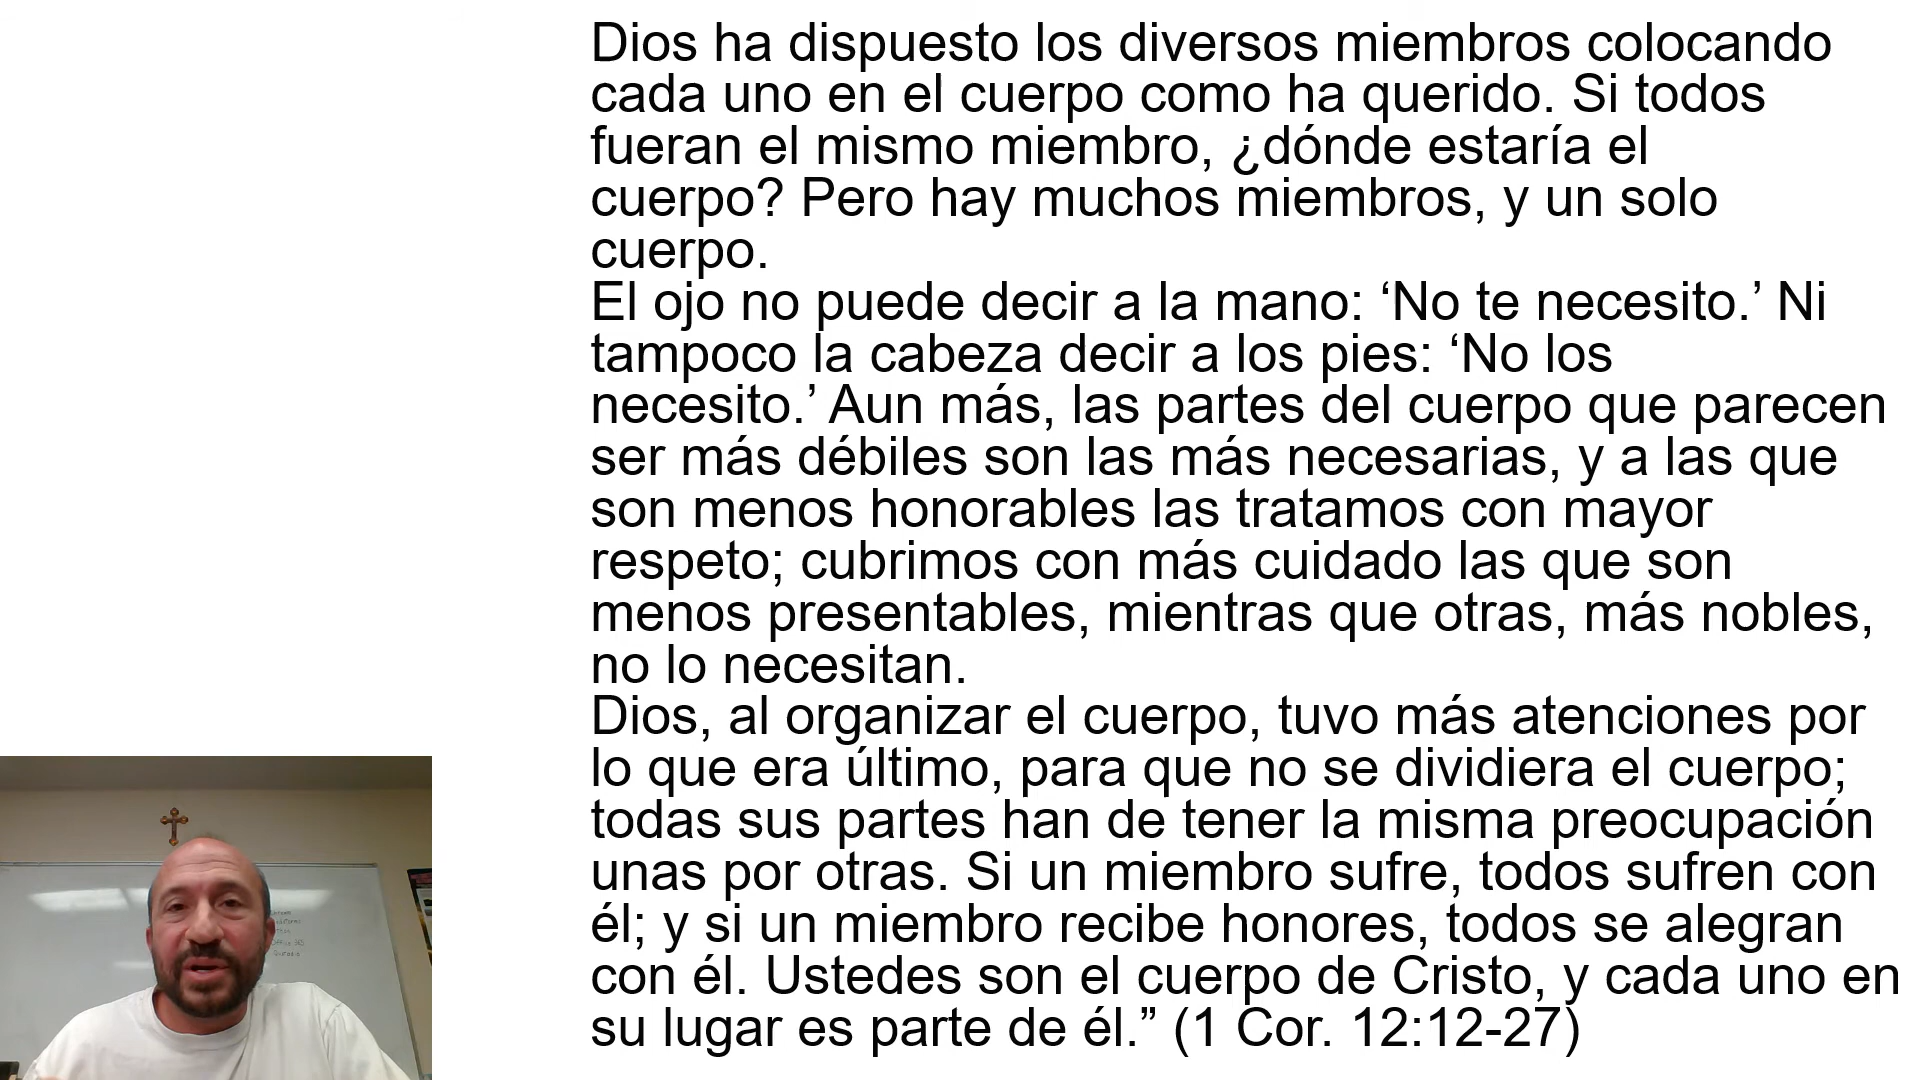 Dios ha dispuesto los diversos miembros colocando
cada uno en el cuerpo como ha querido. Si todos
fueran el mismo miembro, ¿dónde estaría el
cuerpo? Pero hay muchos miembros, y un solo
cuerpo.
El ojo no puede decir a la mano: ‘No te necesito.’ Ni
tampoco la cabeza decir a los pies: ‘No los
necesito.’ Aun más, las partes del cuerpo que parecen
ser más débiles son las más necesarias, y a las que
son menos honorables las tratamos con mayor
respeto; cubrimos con más cuidado las que son
menos presentables, mientras que otras, más nobles,
no lo necesitan.
Dios, al organizar el cuerpo, tuvo más atenciones por
lo que era último, para que no se dividiera el cuerpo;
todas sus partes han de tener la misma preocupación
unas por otras. Si un miembro sufre, todos sufren con
él; y si un miembro recibe honores, todos se alegran
con él. Ustedes son el cuerpo de Cristo, y cada uno en
su lugar es parte de él.” (1 Cor. 12:12-27)
Office 365